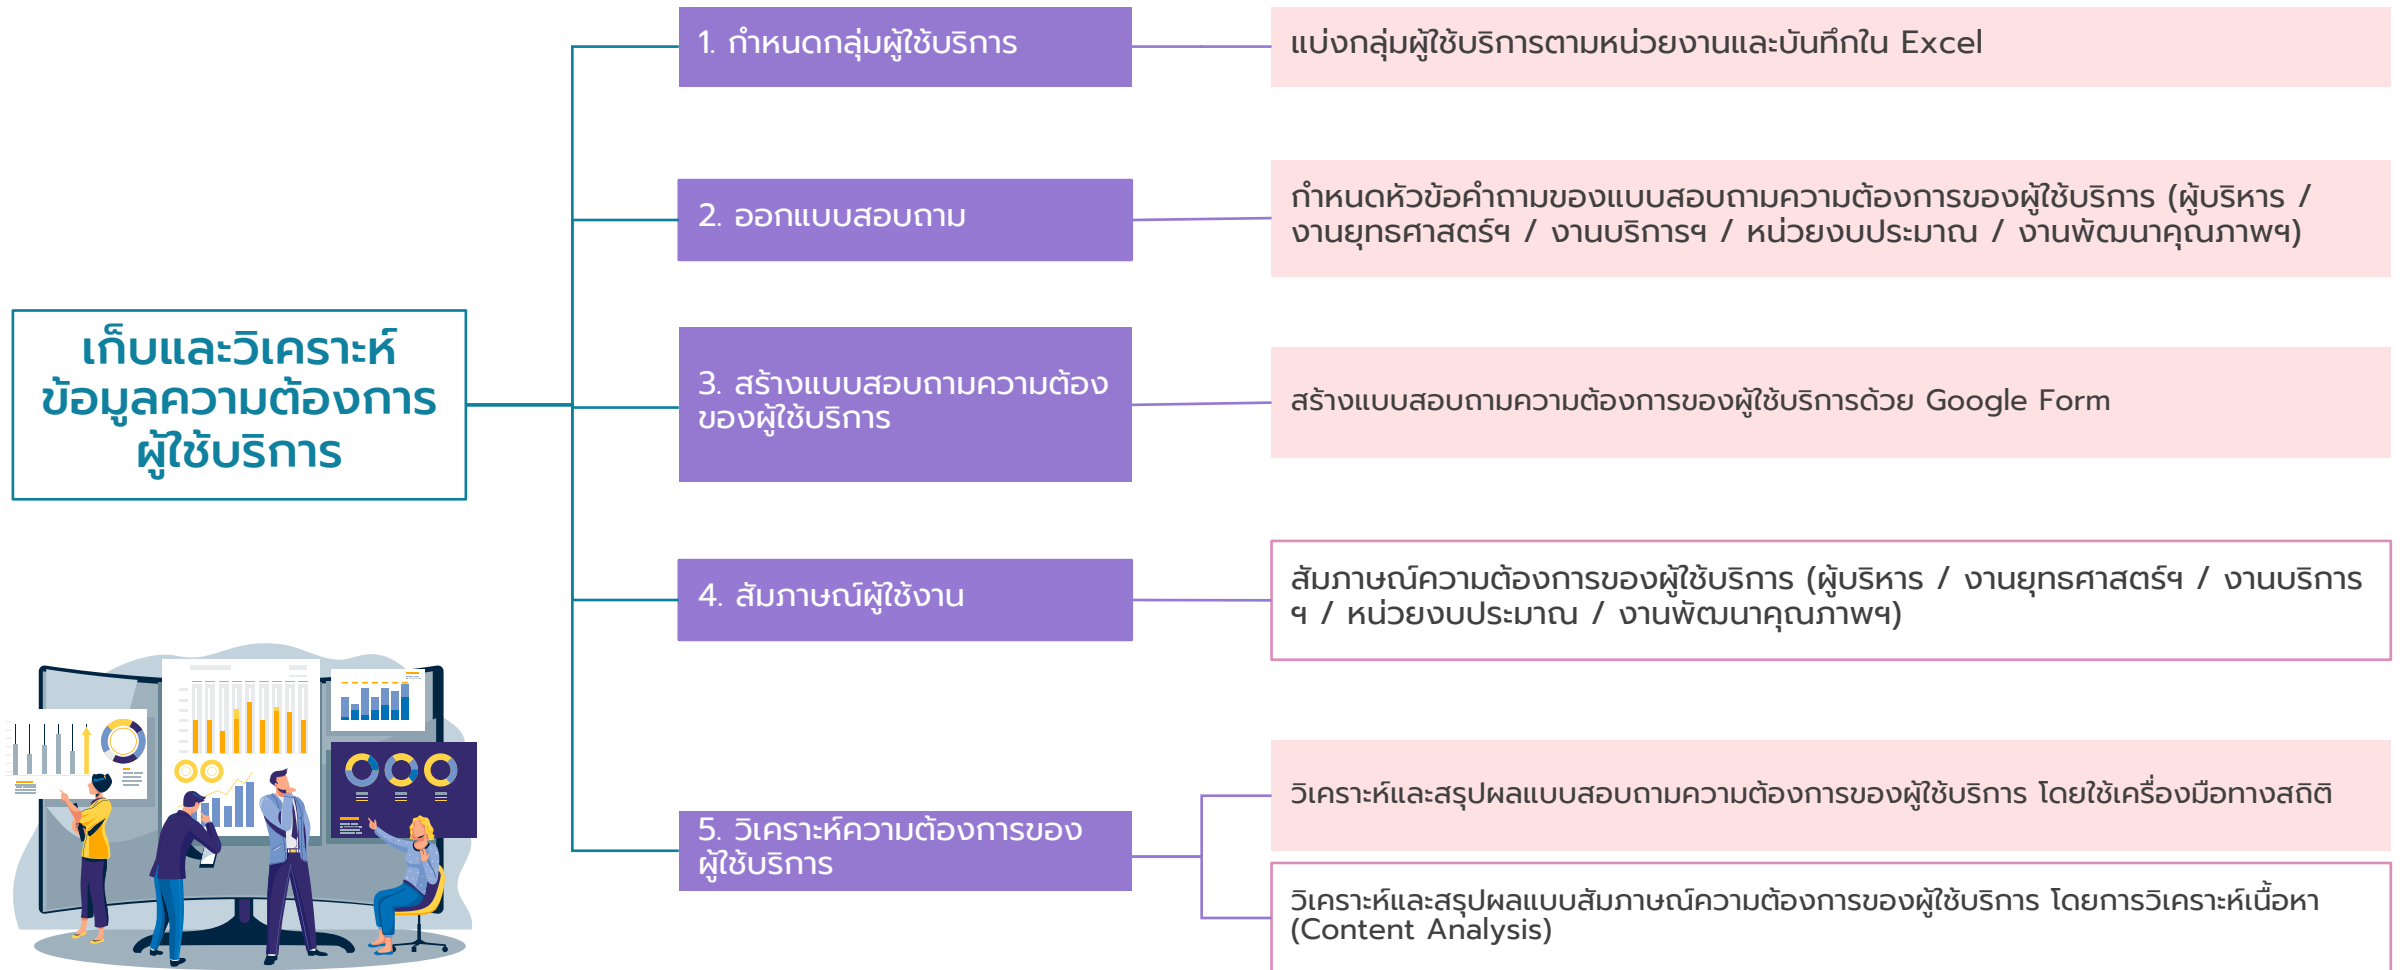 เก็บและวิเคราะห์
ข้อมูลความต้องการ
ผู้ใช้บริการ
1. กำหนดกลุ่มผู้ใช้บริการ
แบ่งกลุ่มผู้ใช้บริการตามหน่วยงานและบันทึกใน Excel
2. ออกแบบสอบถาม
กำหนดหัวข้อคำถามของแบบสอบถามความต้องการของผู้ใช้บริการ (ผู้บริหาร /
งานยุทธศาสตร์ฯ / งานบริการฯ / หน่วยงบประมาณ / งานพัฒนาคุณภาพฯ)
3. สร้างแบบสอบถามความต้อง
ของผู้ใช้บริการ
สร้างแบบสอบถามความต้องการของผู้ใช้บริการด้วย Google Form
4. สัมภาษณ์ผู้ใช้งาน
สัมภาษณ์ความต้องการของผู้ใช้บริการ (ผู้บริหาร / งานยุทธศาสตร์ฯ / งานบริการ
ฯ / หน่วยงบประมาณ / งานพัฒนาคุณภาพฯ)
5. วิเคราะห์ความต้องการของ
ผู้ใช้บริการ
วิเคราะห์และสรุปผลแบบสอบถามความต้องการของผู้ใช้บริการ โดยใช้เครื่องมือทางสถิติ
วิเคราะห์และสรุปผลแบบสัมภาษณ์ความต้องการของผู้ใช้บริการ โดยการวิเคราะห์เนื้อหา
(Content Analysis)